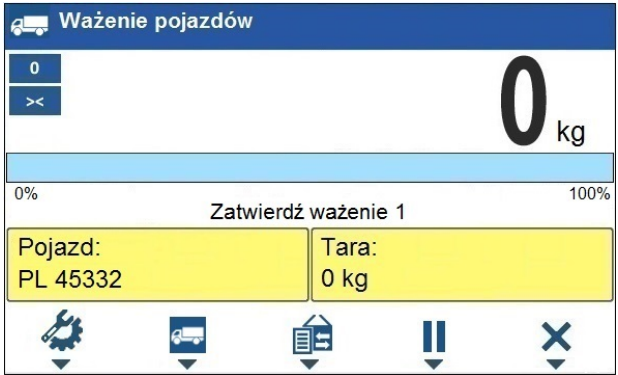 Ważenie pojazdów
0
><
0 kg
0% 100%
Zatwierdź ważenie 1
Pojazd:
PL 45332
Tara:
0 kg